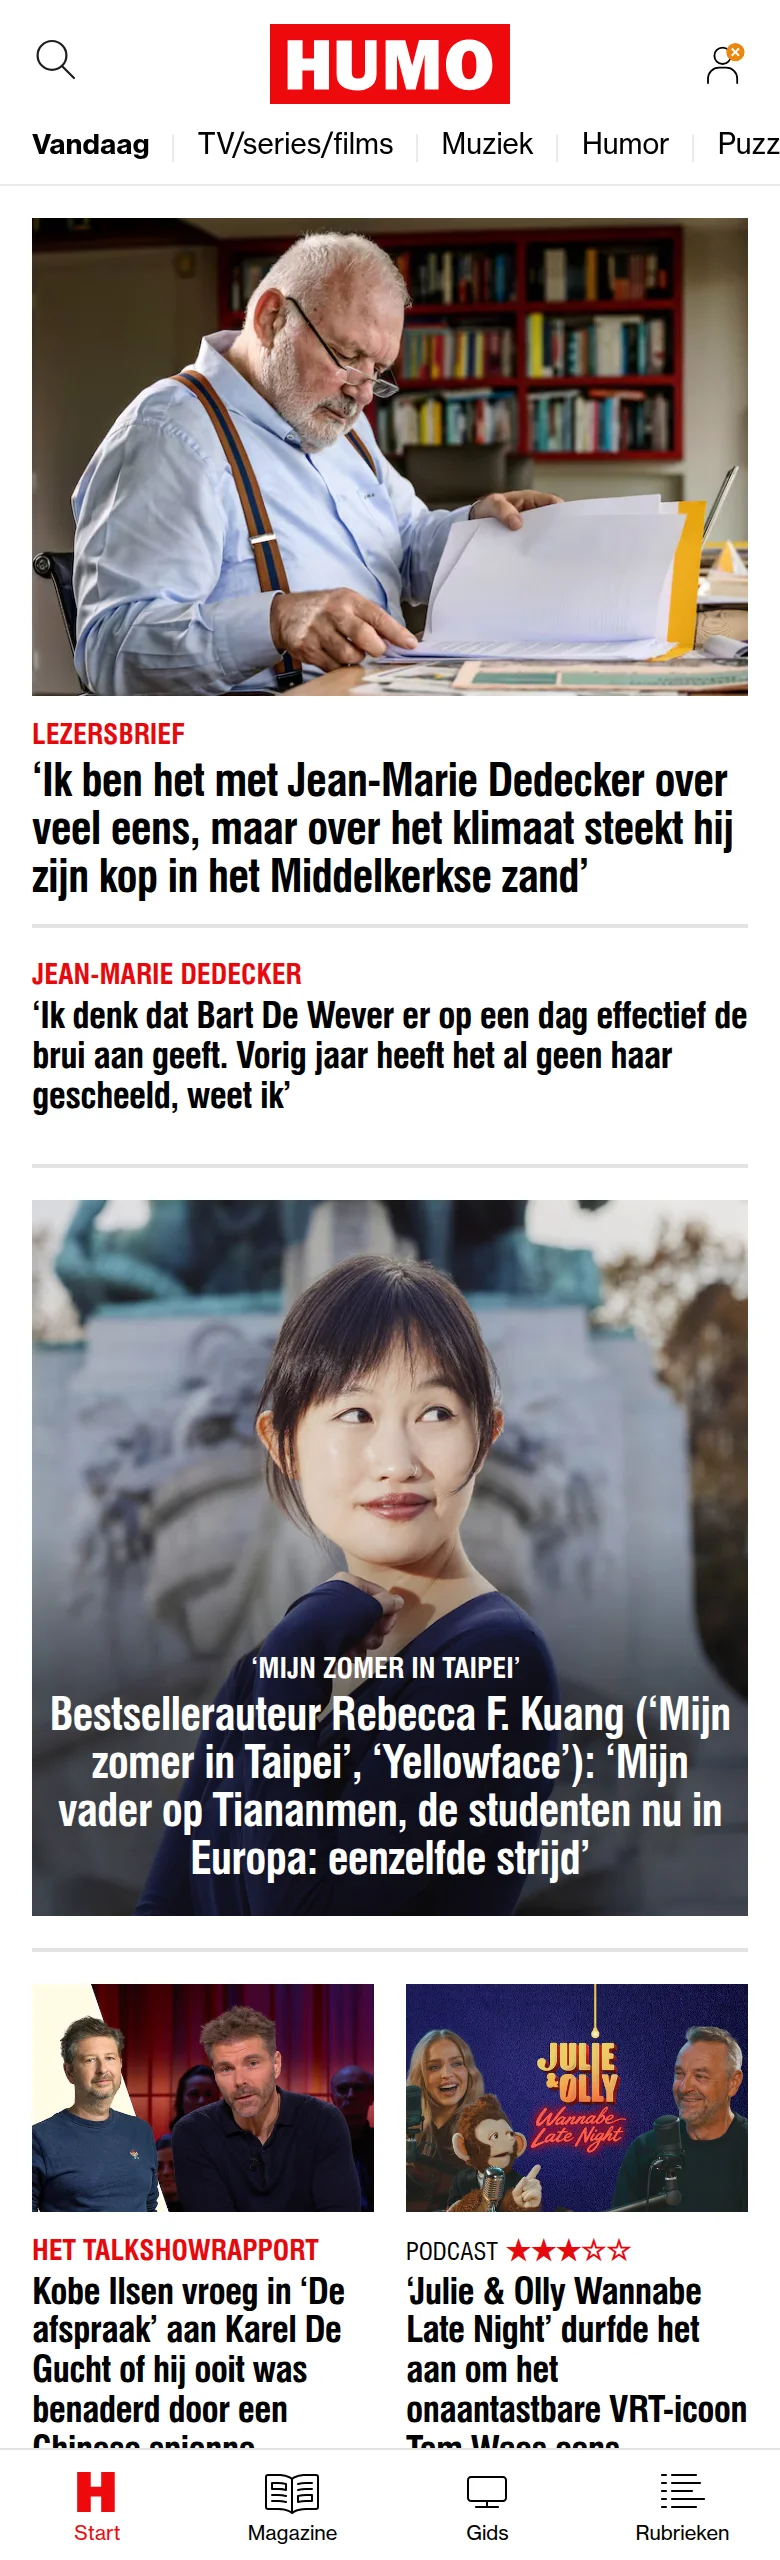 HUMO
Vandaag
TV/series/films
Muziek
Humor
Puzz
LEZERSBRIEF
‘Ik ben het met Jean-Marie Dedecker over
veel eens, maar over het klimaat steekt hij
zijn kop in het Middelkerkse zand’
JEAN-MARIE DEDECKER
‘Ik denk dat Bart De Wever er op een dag effectief de
brui aan geeft. Vorig jaar heeft het al geen haar
gescheeld, weet ik’
‘MIJN ZOMER IN TAIPEI’
Bestsellerauteur Rebecca F. Kuang (‘Mijn
zomer in Taipei’, ‘Yellowface’): ‘Mijn
vader op Tiananmen, de studenten nu in
Europa: eenzelfde strijd’
HET TALKSHOWRAPPORT
Kobe Ilsen vroeg in ‘De
afspraak’ aan Karel De
Gucht of hij ooit was
benaderd door een
Chinese spionne
JULIE
& OLLY
Wannabe
Late Night
PODCAST ★★★☆☆
‘Julie & Olly Wannabe
Late Night’ durfde het
aan om het
onaantastbare VRT-icoon
Tom Waes eens
H
Start
Magazine
Gids
Rubrieken